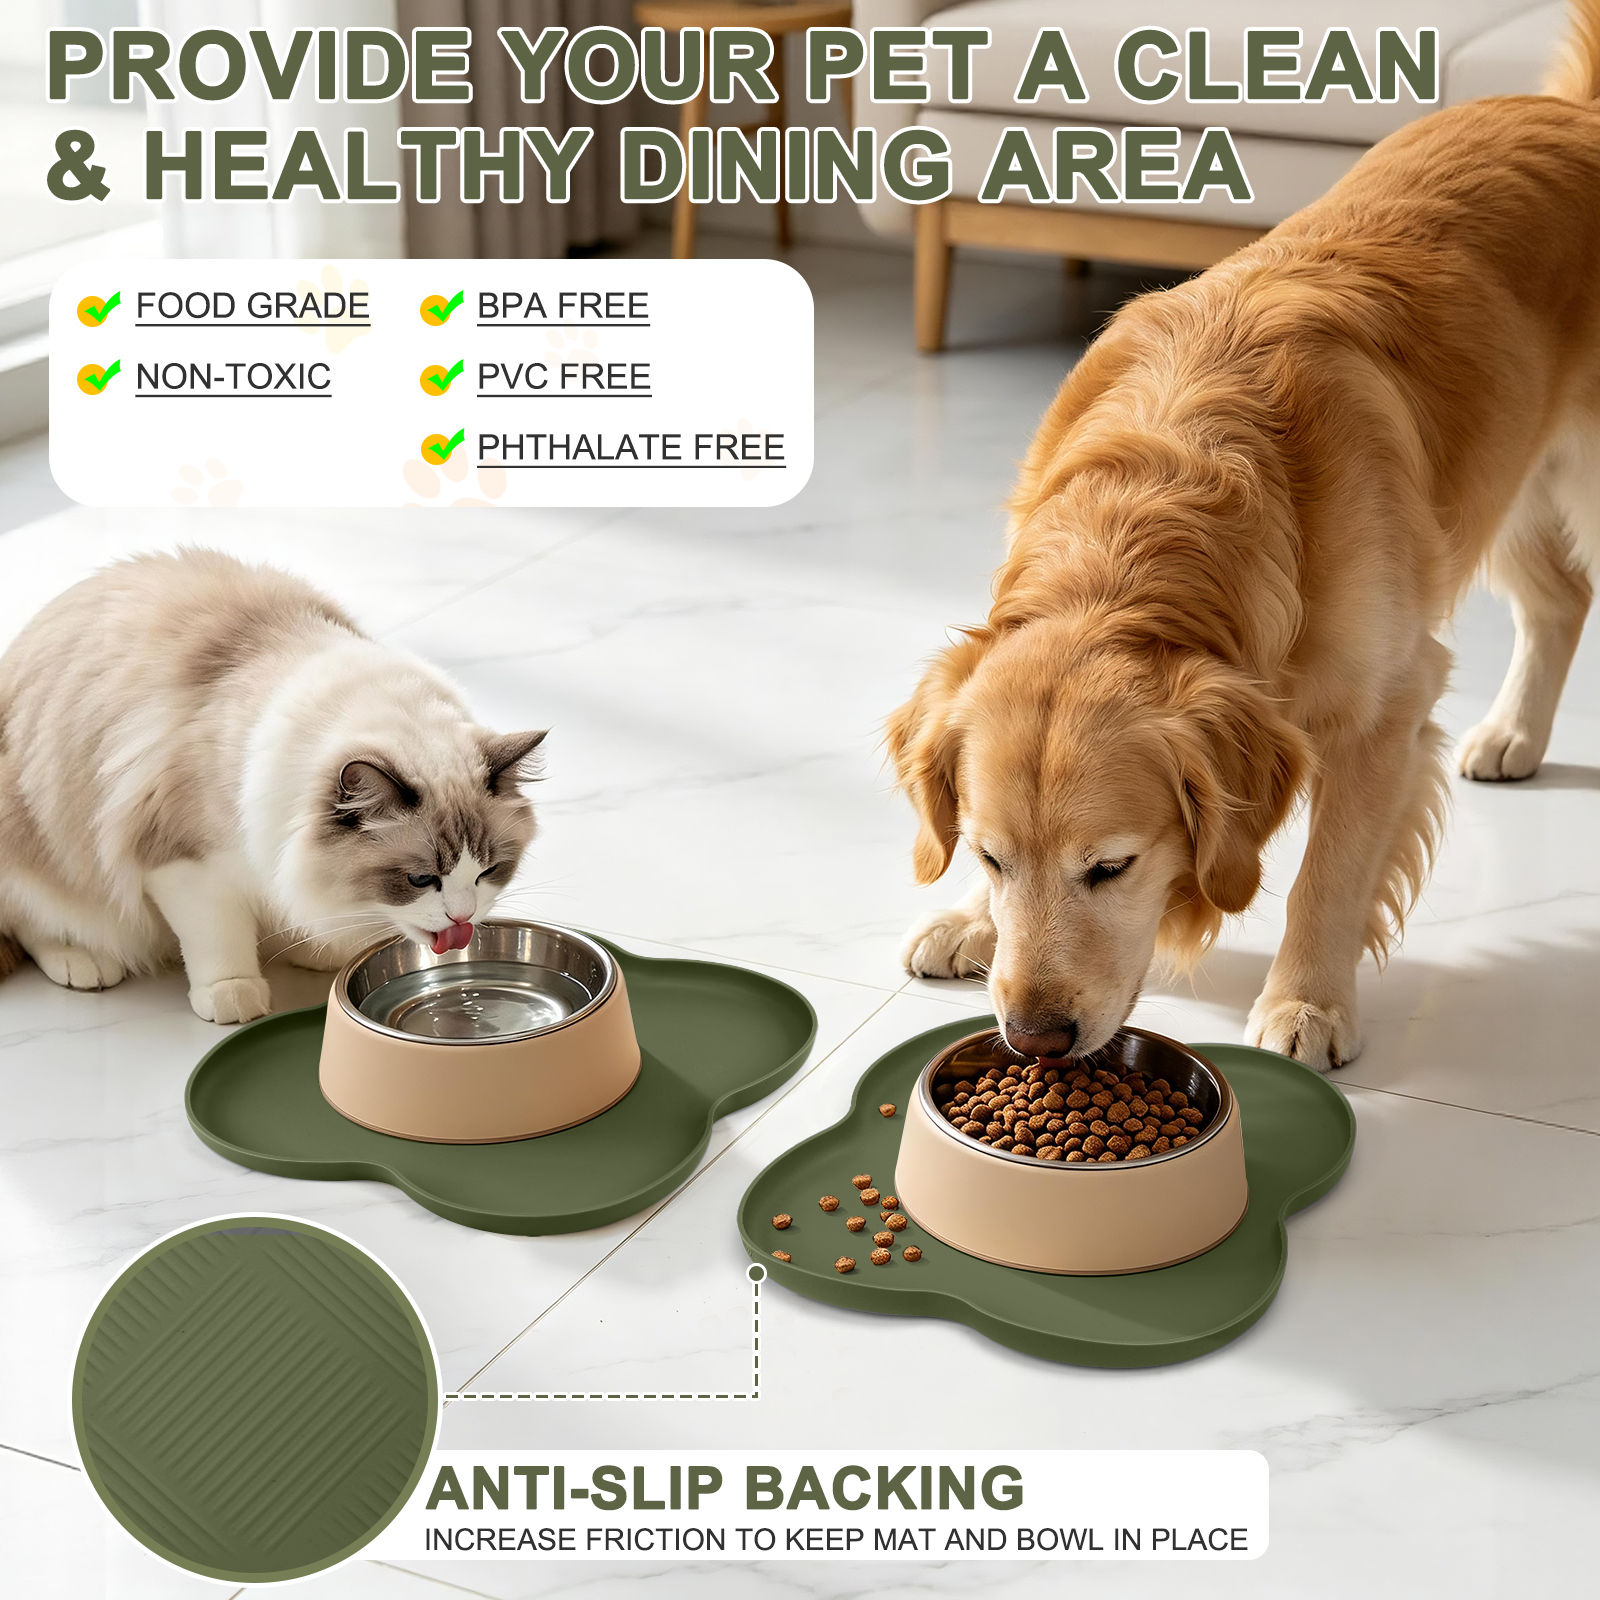 PROVIDE YOUR PET A CLEAN
& HEALTHY DINING AREA
FOOD GRADE
BPA FREE
NON-TOXIC
PVC FREE
PHTHALATE FREE
ANTI-SLIP BACKING
INCREASE FRICTION TO KEEP MAT AND BOWL IN PLACE